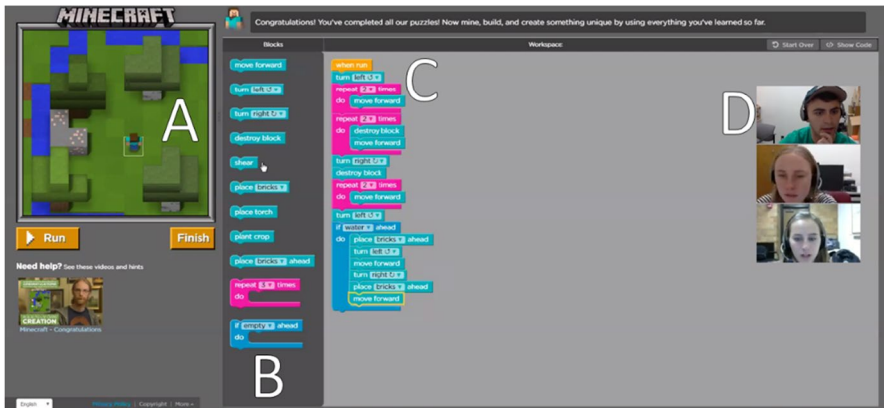 MINECRAFT
Congratulations! You've completed all our puzzles! Now mine, build, and create something unique by using everything you've learned so far.
Blocks
Workspace
Start Over
Show Code
A
Run
Finish
Need help? See these videos and hints
CREATION
Minecraft - Congratulations
English
Privacy Policy | Copyright | More
move forward
turn left
turn right
destroy block
shear
place bricks
place torch
plant crop
place bricks ahead
repeat 3 times
do
if empty ahead
do
B
when run
turn left
repeat 3 times
do move forward
repeat 2 times
do destroy block
move forward
turn right
destroy block
repeat 2 times
do move forward
turn left
if water ahead
do place bricks ahead
turn left
move forward
turn right
place bricks ahead
move forward
C
D